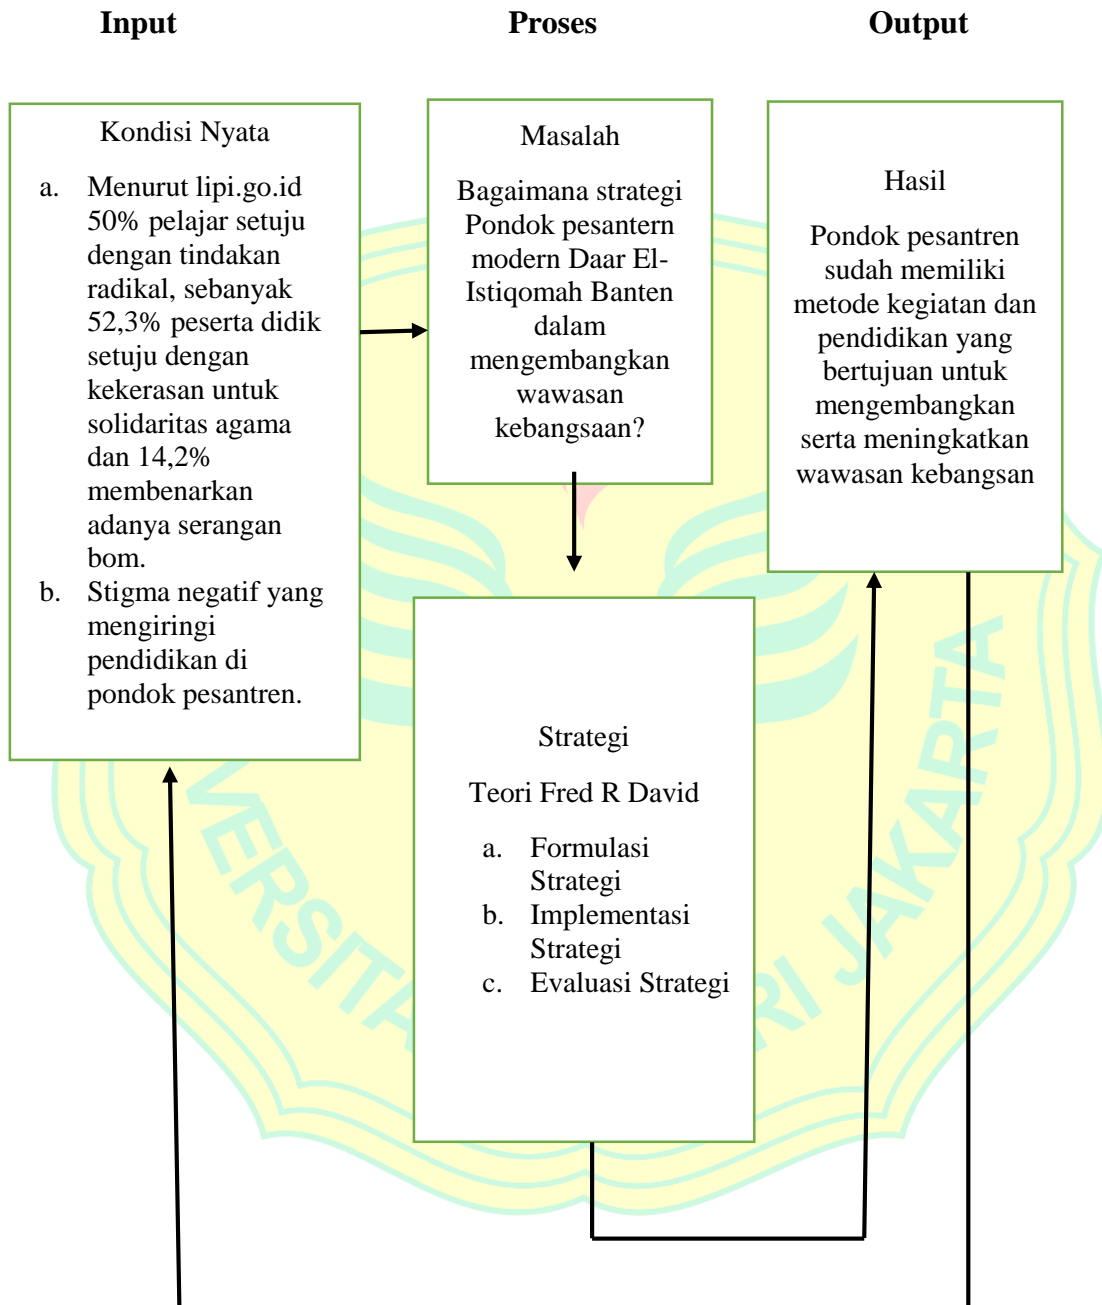 Input
Proses
Output
Kondisi Nyata
a. Menurut lipi.go.id
50% pelajar setuju
dengan tindakan
radikal, sebanyak
52,3% peserta didik
setuju dengan
kekerasan untuk
solidaritas agama
dan 14,2%
membenarkan
adanya serangan
bom.
b. Stigma negatif yang
mengiringi
pendidikan di
pondok pesantren.
Masalah
Bagaimana strategi
Pondok pesantern
modern Daar El-
Istiqomah Banten
dalam
mengembangkan
wawasan
kebangsaan?
Strategi
Teori Fred R David
a. Formulasi
Strategi
b. Implementasi
Strategi
c. Evaluasi Strategi
Hasil
Pondok pesantren
sudah memiliki
metode kegiatan dan
pendidikan yang
bertujuan untuk
mengembangkan
serta meningkatkan
wawasan kebangsan
VERSITA
RI JAKARTA